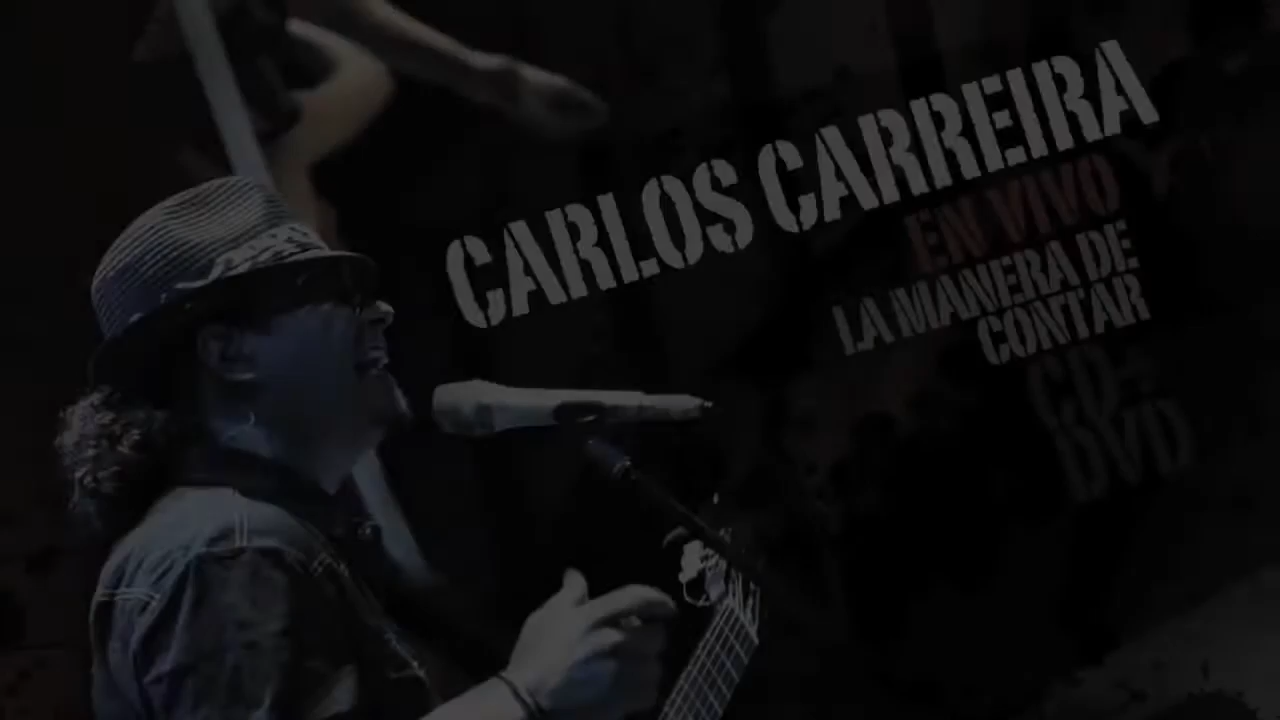 CARLOS CARREIRA
EN VIVO
LA MANERA DE
CONTAR
CD+
DVD